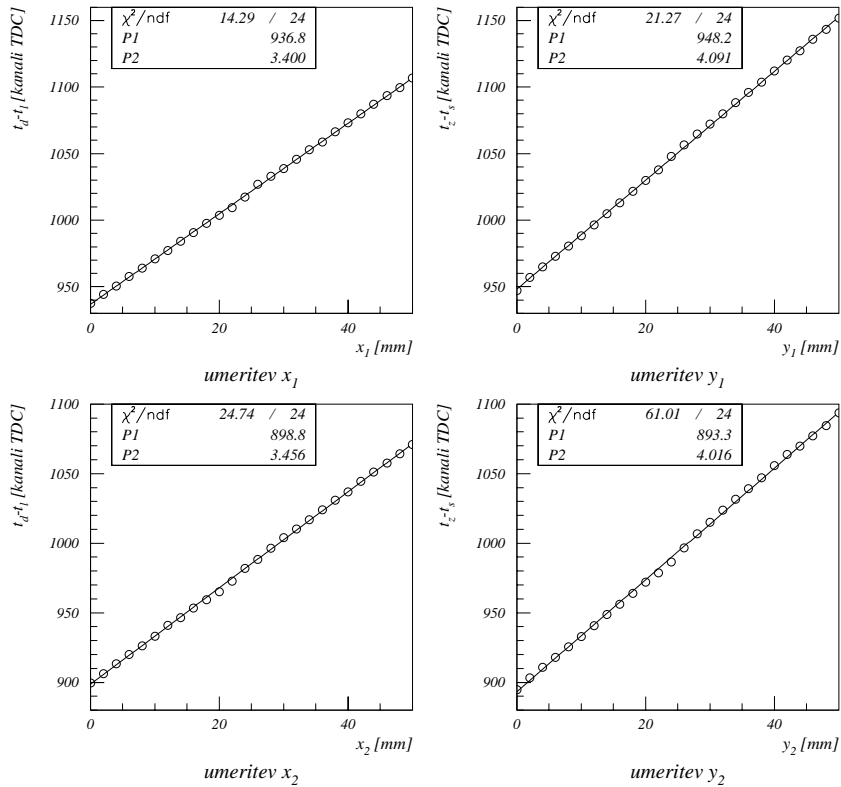 χ²/ndf 14.29 / 24
P1 936.8
P2 3.400
t_d-t_l [kanali TDC]
1150
1100
1050
1000
950
0 20 40
x_1 [mm]
umeritev x_1
χ²/ndf 21.27 / 24
P1 948.2
P2 4.091
t_z-t_s [kanali TDC]
1150
1100
1050
1000
950
0 20 40
y_1 [mm]
umeritev y_1
χ²/ndf 24.74 / 24
P1 898.8
P2 3.456
t_d-t_l [kanali TDC]
1100
1050
1000
950
900
0 20 40
x_2 [mm]
umeritev x_2
χ²/ndf 61.01 / 24
P1 893.3
P2 4.016
t_z-t_s [kanali TDC]
1100
1050
1000
950
900
0 20 40
y_2 [mm]
umeritev y_2